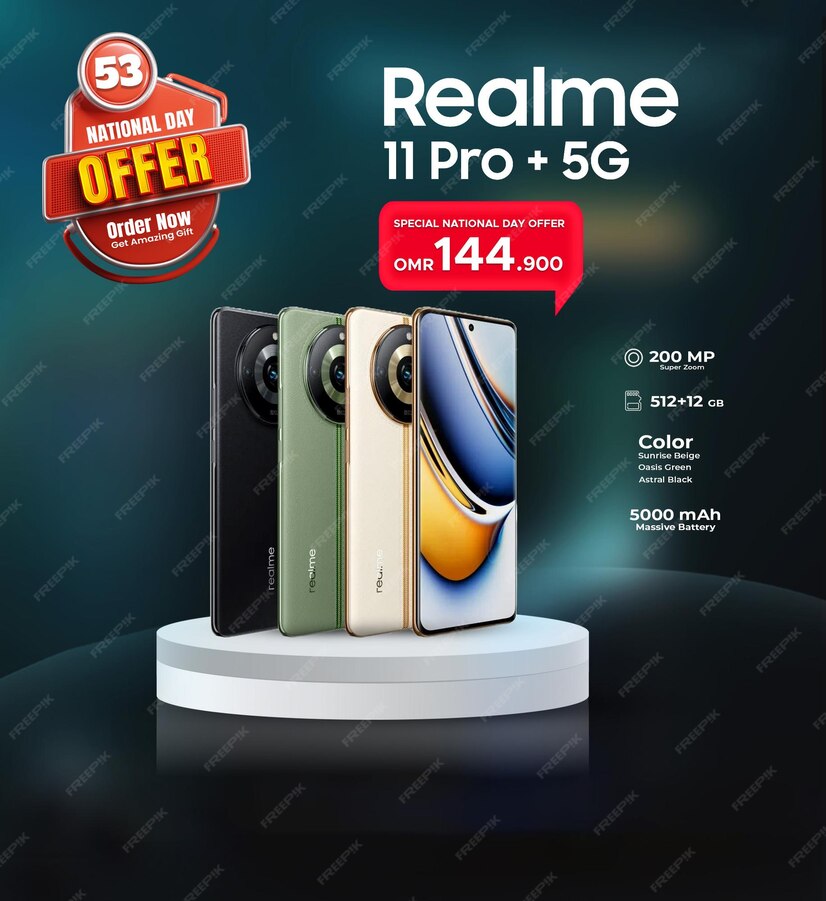 53
NATIONAL DAY
OFFER
Order Now
Get Amazing Gift
Realme
11 Pro + 5G
SPECIAL NATIONAL DAY OFFER
OMR 144.900
200 MP
Super Zoom
512+12 GB
Color
Sunrise Beige
Oasis Green
Astral Black
5000 mAh
Massive Battery
realme
realme
realme
FREEPIK